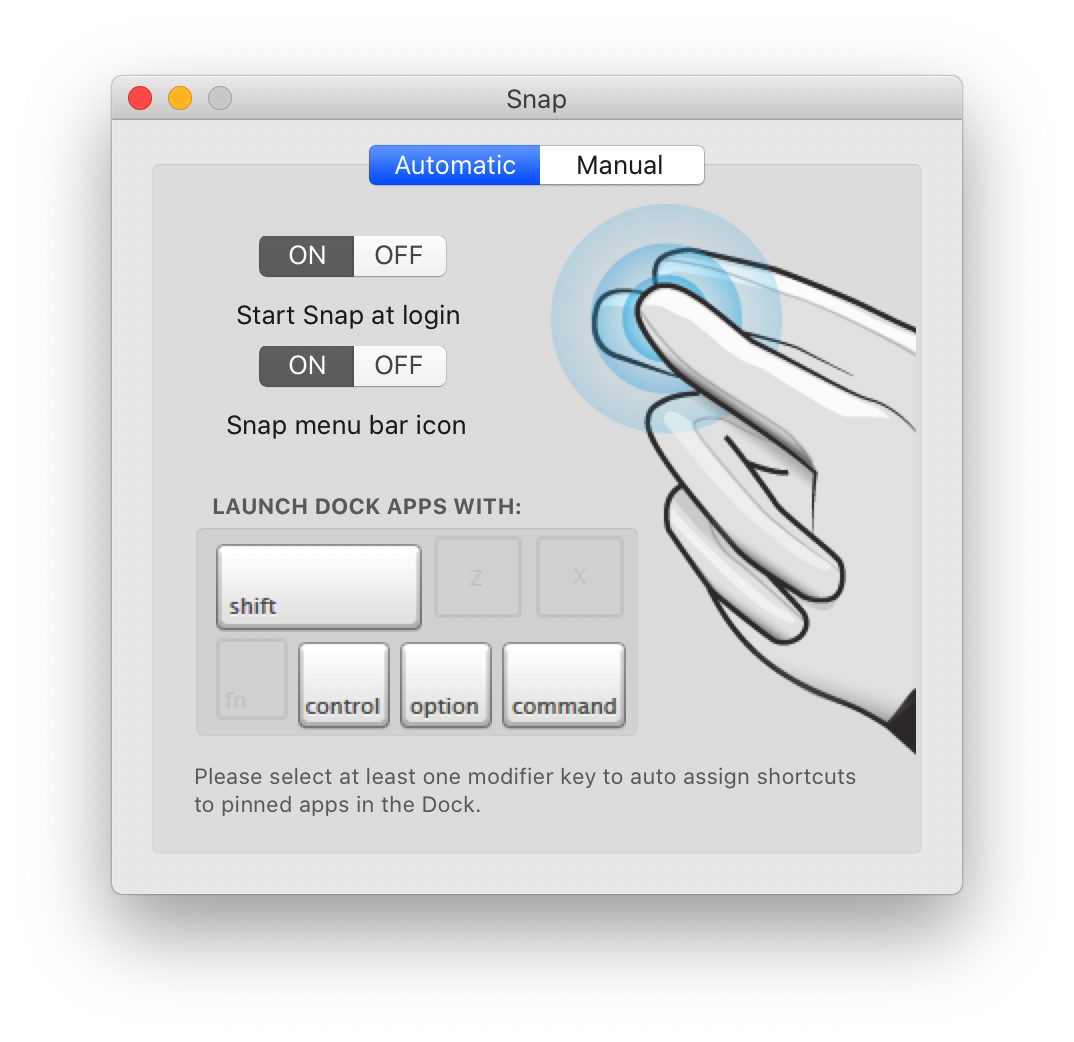 Snap
Automatic Manual
ON OFF
Start Snap at login
ON OFF
Snap menu bar icon
LAUNCH DOCK APPS WITH:
shift z x
fn control option command
Please select at least one modifier key to auto assign shortcuts
to pinned apps in the Dock.